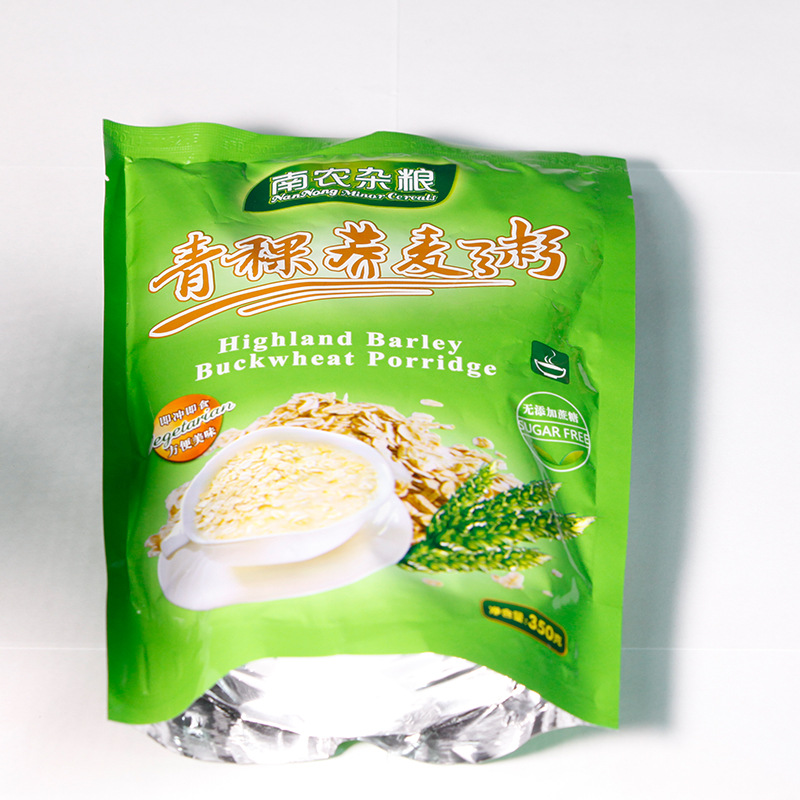 南农杂粮
NanNong Minor Cereals
青稞荞麦粥
Highland Barley
Buckwheat Porridge
即冲即食
Vegetarian
方便美味
无添加蔗糖
SUGAR FREE
净含量:350克